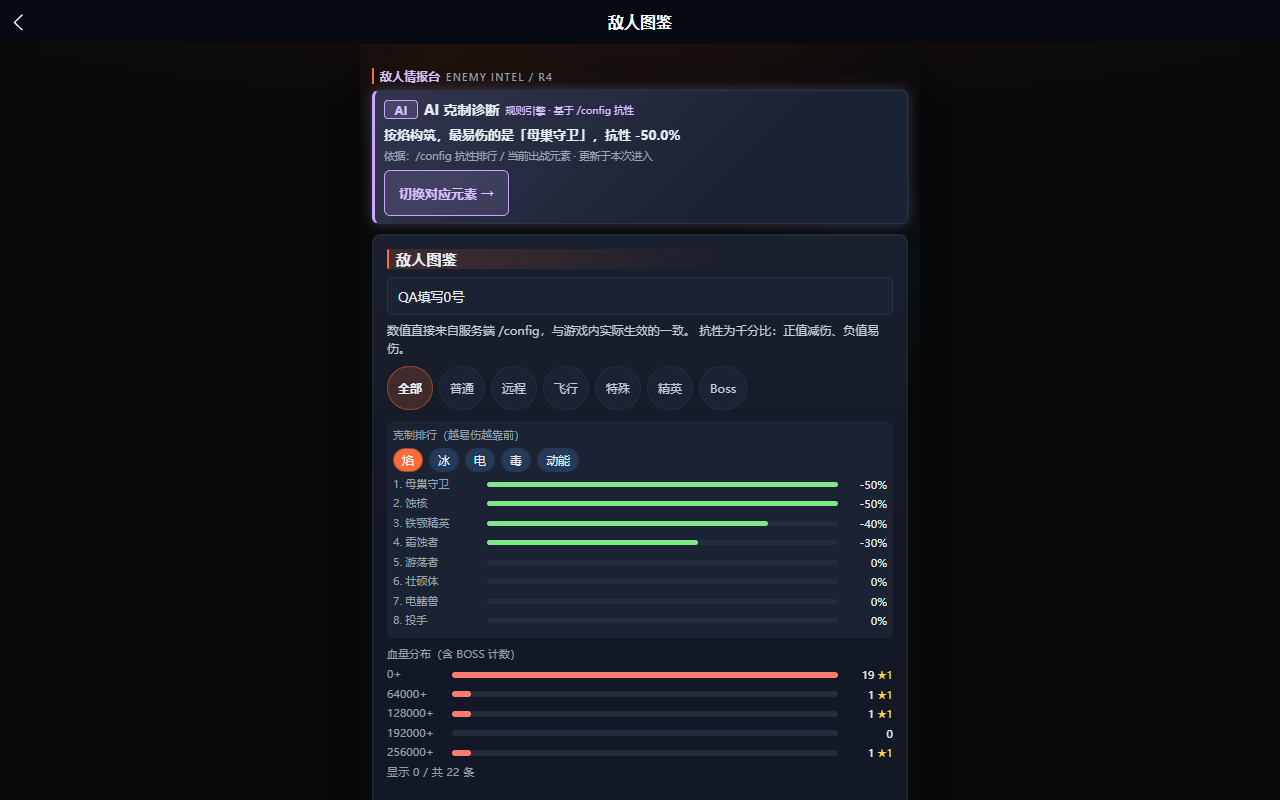 敌人图鉴
敌人情报台 ENEMY INTEL / R4
AI AI 克制诊断 规则引擎 · 基于 /config 抗性
按焰构筑，最易伤的是「母巢守卫」，抗性 -50.0%
依据：/config 抗性排行 / 当前出战元素 · 更新于本次进入
切换对应元素 →
敌人图鉴
QA填写0号
数值直接来自服务端 /config，与游戏内实际生效的一致。 抗性为千分比：正值减伤、负值易
伤。
全部 普通 远程 飞行 特殊 精英 Boss
克制排行（越易伤越靠前）
焰 冰 电 毒 动能
1. 母巢守卫 -50%
2. 蚀核 -50%
3. 铁颚精英 -40%
4. 霜蚀者 -30%
5. 游荡者 0%
6. 壮硕体 0%
7. 电鳍兽 0%
8. 投手 0%
血量分布（含 BOSS 计数）
0+ 19 ★1
64000+ 1 ★1
128000+ 1 ★1
192000+ 0
256000+ 1 ★1
显示 0 / 共 22 条